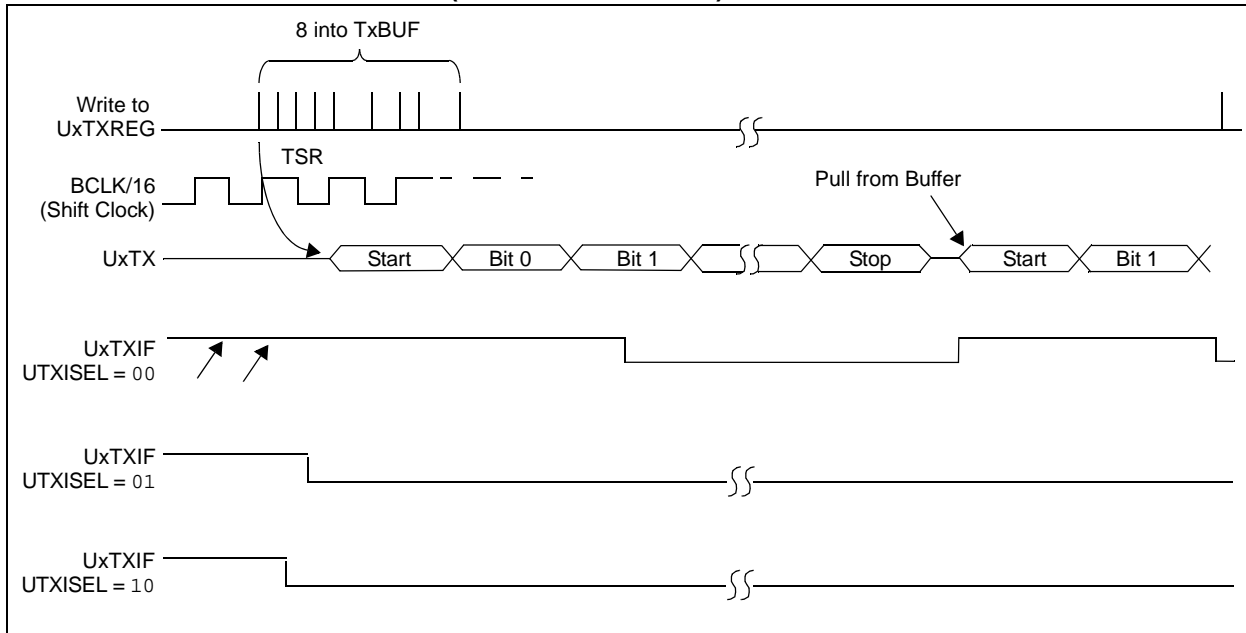 8 into TxBUF
Write to
UxTXREG
TSR
BCLK/16
(Shift Clock)
Pull from Buffer
UxTX
Start
Bit 0
Bit 1
Stop
Start
Bit 1
UxTXIF
UTXISEL = 00
UxTXIF
UTXISEL = 01
UxTXIF
UTXISEL = 10